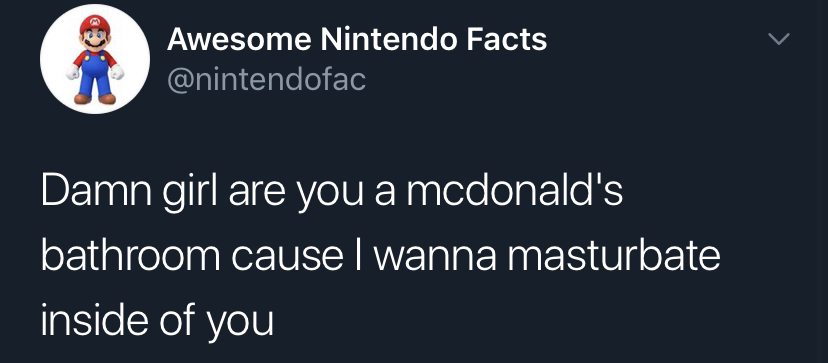 Awesome Nintendo Facts
@nintendofac
Damn girl are you a mcdonald's
bathroom cause I wanna masturbate
inside of you